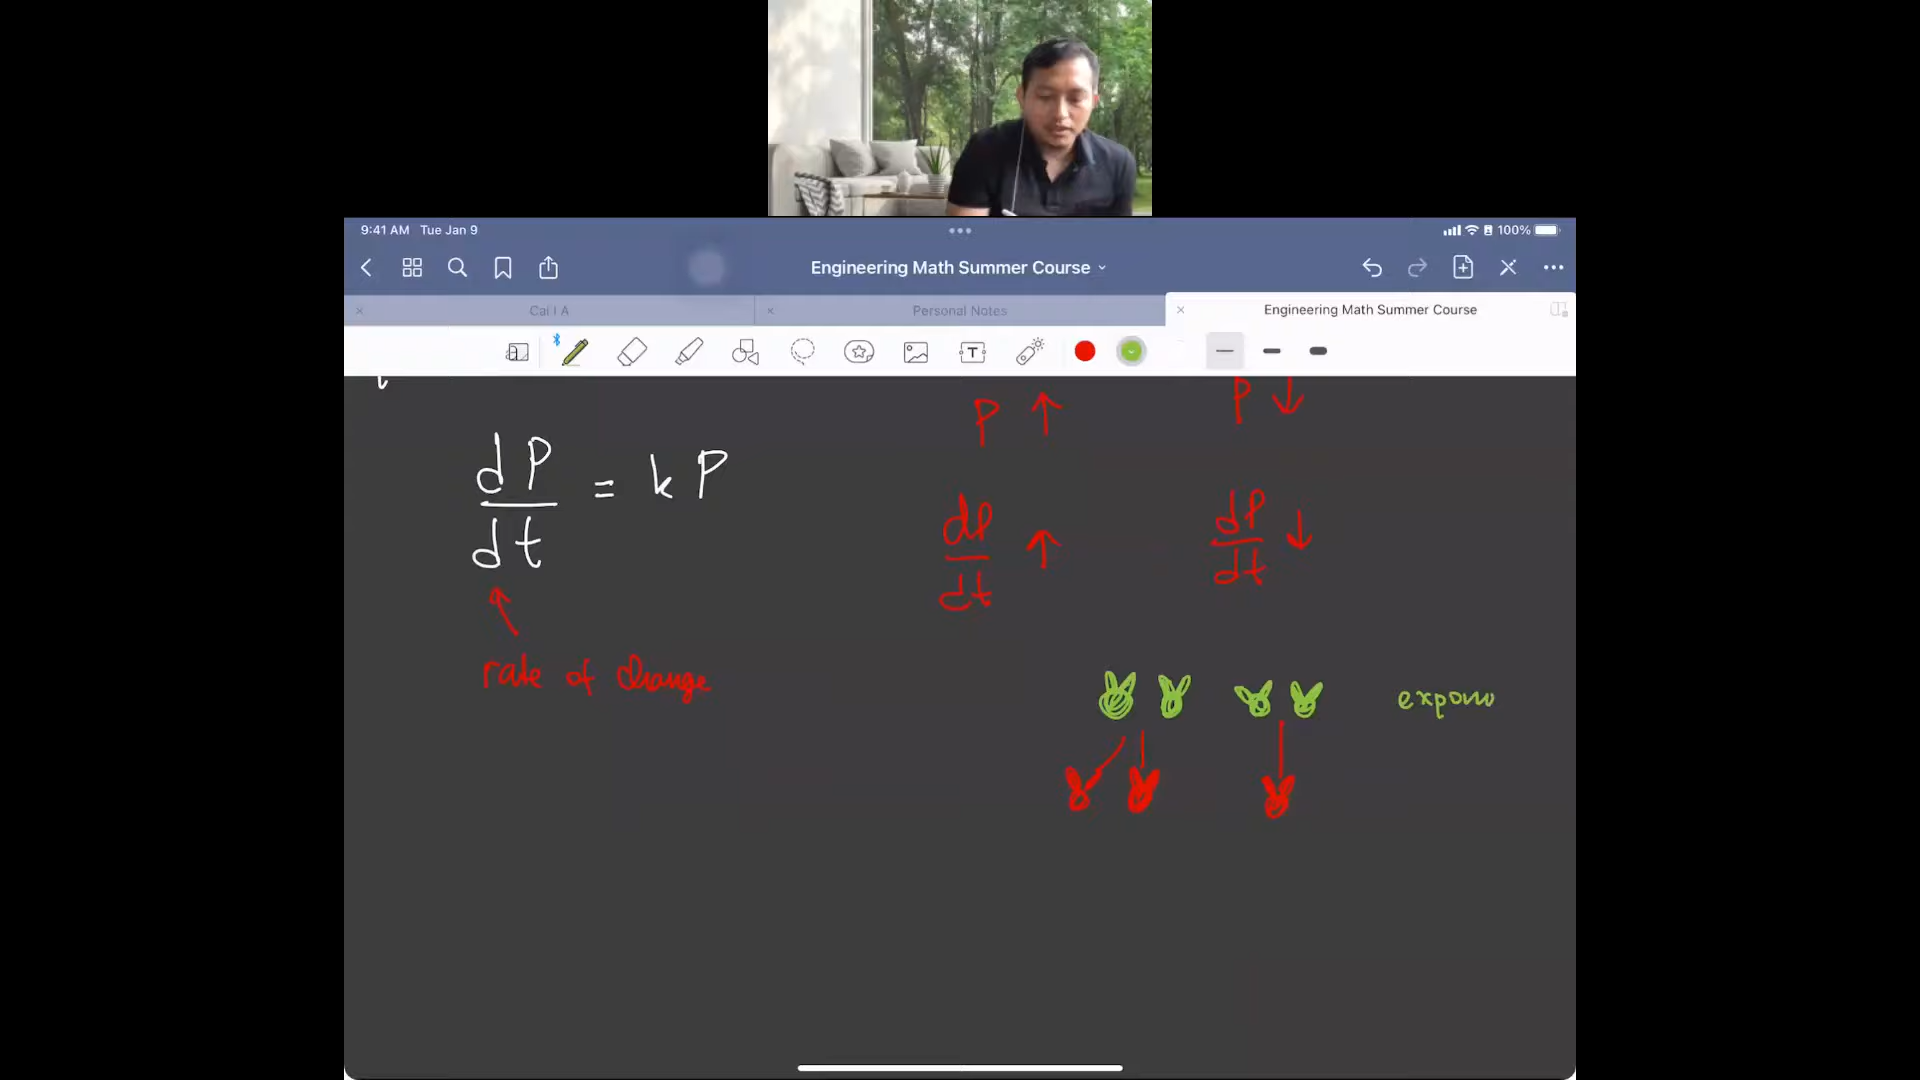 9:41 AM Tue Jan 9
100%
Engineering Math Summer Course
Cal I A
Personal Notes
Engineering Math Summer Course
T
P ↑
P ↓
dP/dt = kP
dP/dt ↑
dP/dt ↓
rate of change
expon